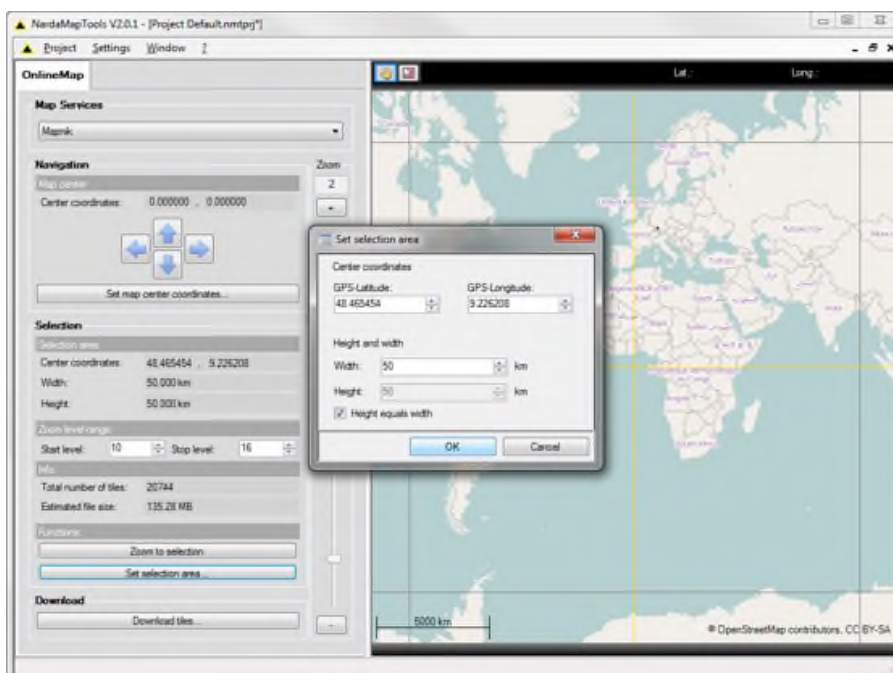 NardaMapTools V2.0.1 - [Project Default.nmtprj*]
Project Settings Window ?
OnlineMap
Lat.: Long.:
Map Services
Mapnik
Navigation
Zoom
Map center
2
Center coordinates: 0.000000 , 0.000000
Set map center coordinates...
Selection
Selection area
Center coordinates: 48.465454 , 9.226208
Width: 50.000 km
Height: 50.000 km
Zoom level range
Start level: 10 Stop level: 16
Info
Total number of tiles: 20744
Estimated file size: 135.28 MB
Functions
Zoom to selection
Set selection area...
Download
Download tiles...
Set selection area
Center coordinates
GPS-Latitude: GPS-Longitude:
48.465454 9.226208
Height and width
Width: 50 km
Height: 50 km
Height equals width
OK Cancel
5000 km
© OpenStreetMap contributors, CC BY-SA